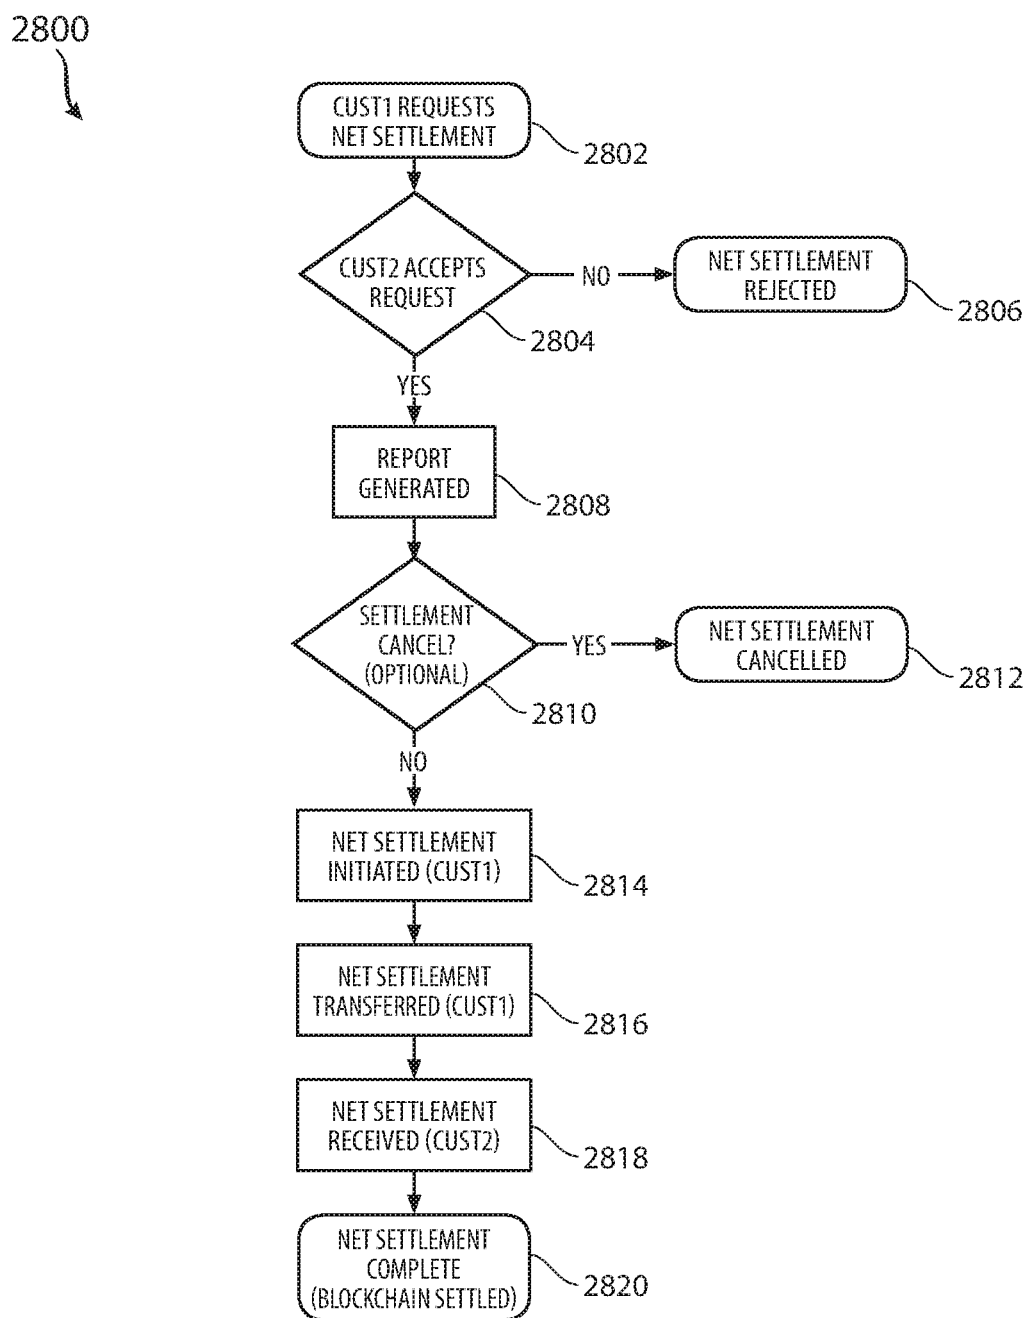 2800
CUST1 REQUESTS
NET SETTLEMENT
2802
CUST2 ACCEPTS
REQUEST
2804
NO
NET SETTLEMENT
REJECTED
2806
YES
REPORT
GENERATED
2808
SETTLEMENT
CANCEL?
(OPTIONAL)
2810
YES
NET SETTLEMENT
CANCELLED
2812
NO
NET SETTLEMENT
INITIATED (CUST1)
2814
NET SETTLEMENT
TRANSFERRED (CUST1)
2816
NET SETTLEMENT
RECEIVED (CUST2)
2818
NET SETTLEMENT
COMPLETE
(BLOCKCHAIN SETTLED)
2820